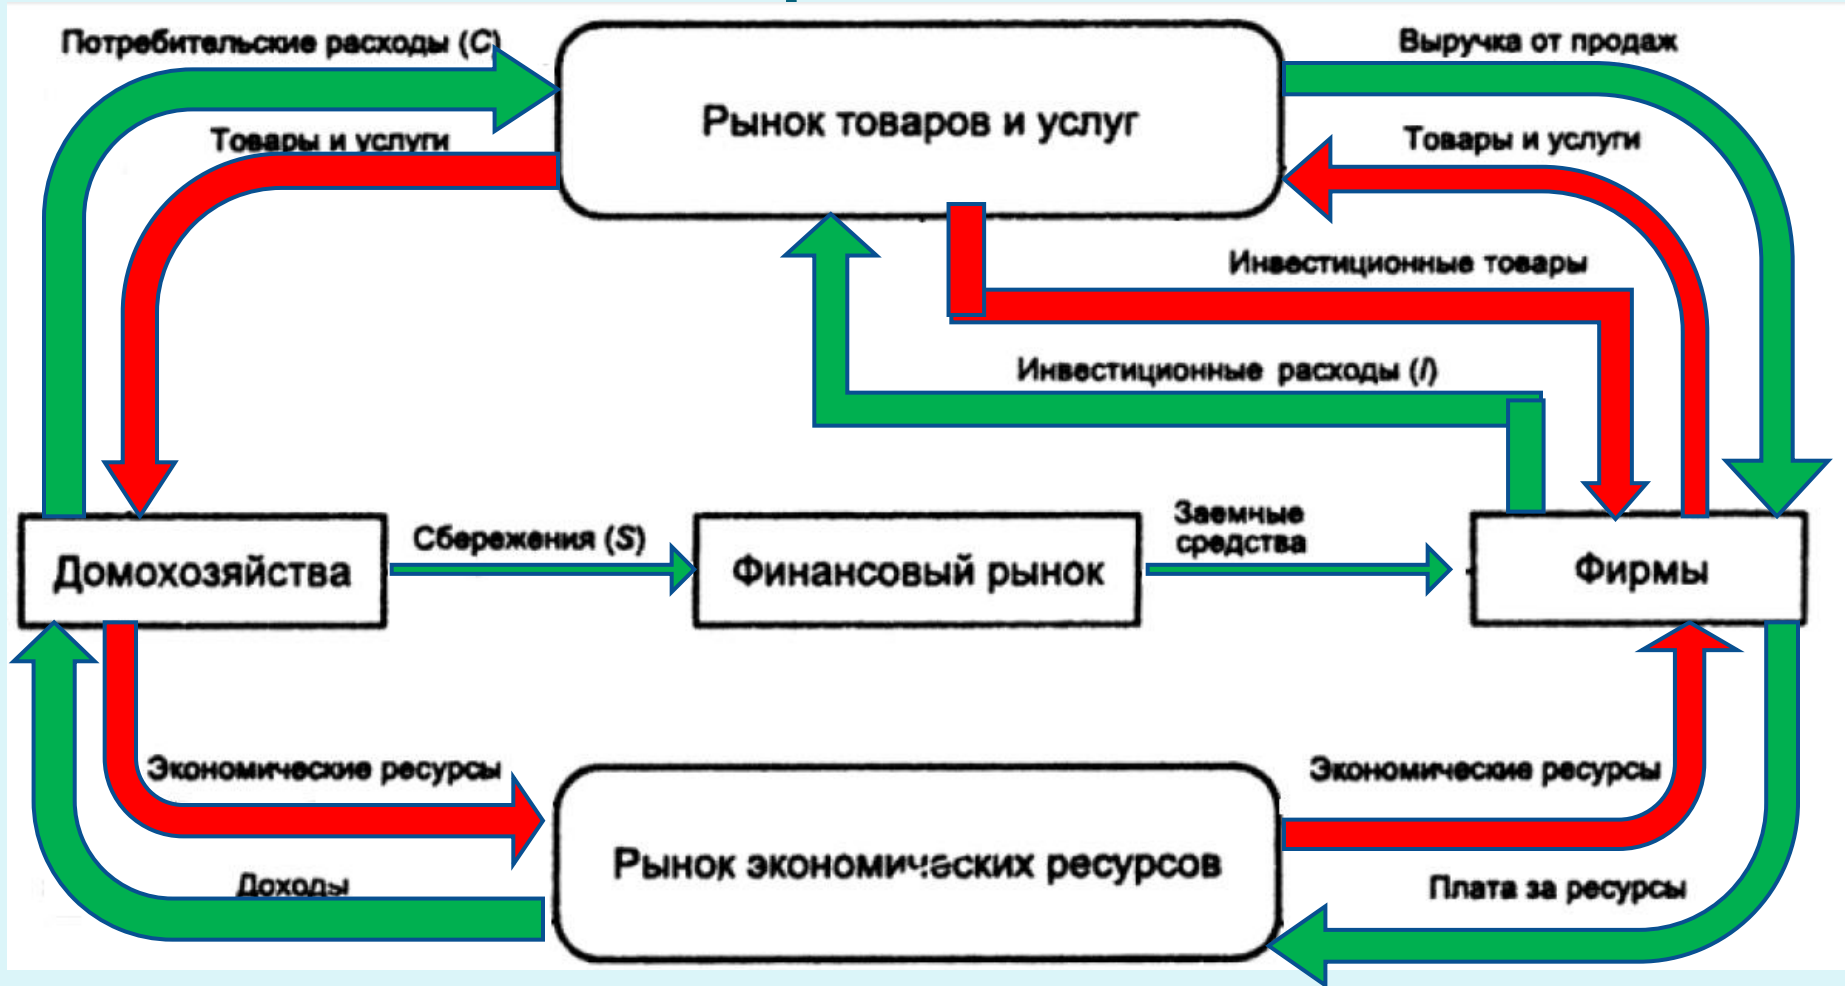 Потребительские расходы (C)
Выручка от продаж
Рынок товаров и услуг
Товары и услуги
Товары и услуги
Инвестиционные товары
Инвестиционные расходы (I)
Сбережения (S)
Заемные
средства
Домохозяйства
Финансовый рынок
Фирмы
Экономические ресурсы
Экономические ресурсы
Рынок экономических ресурсов
Доходы
Плата за ресурсы